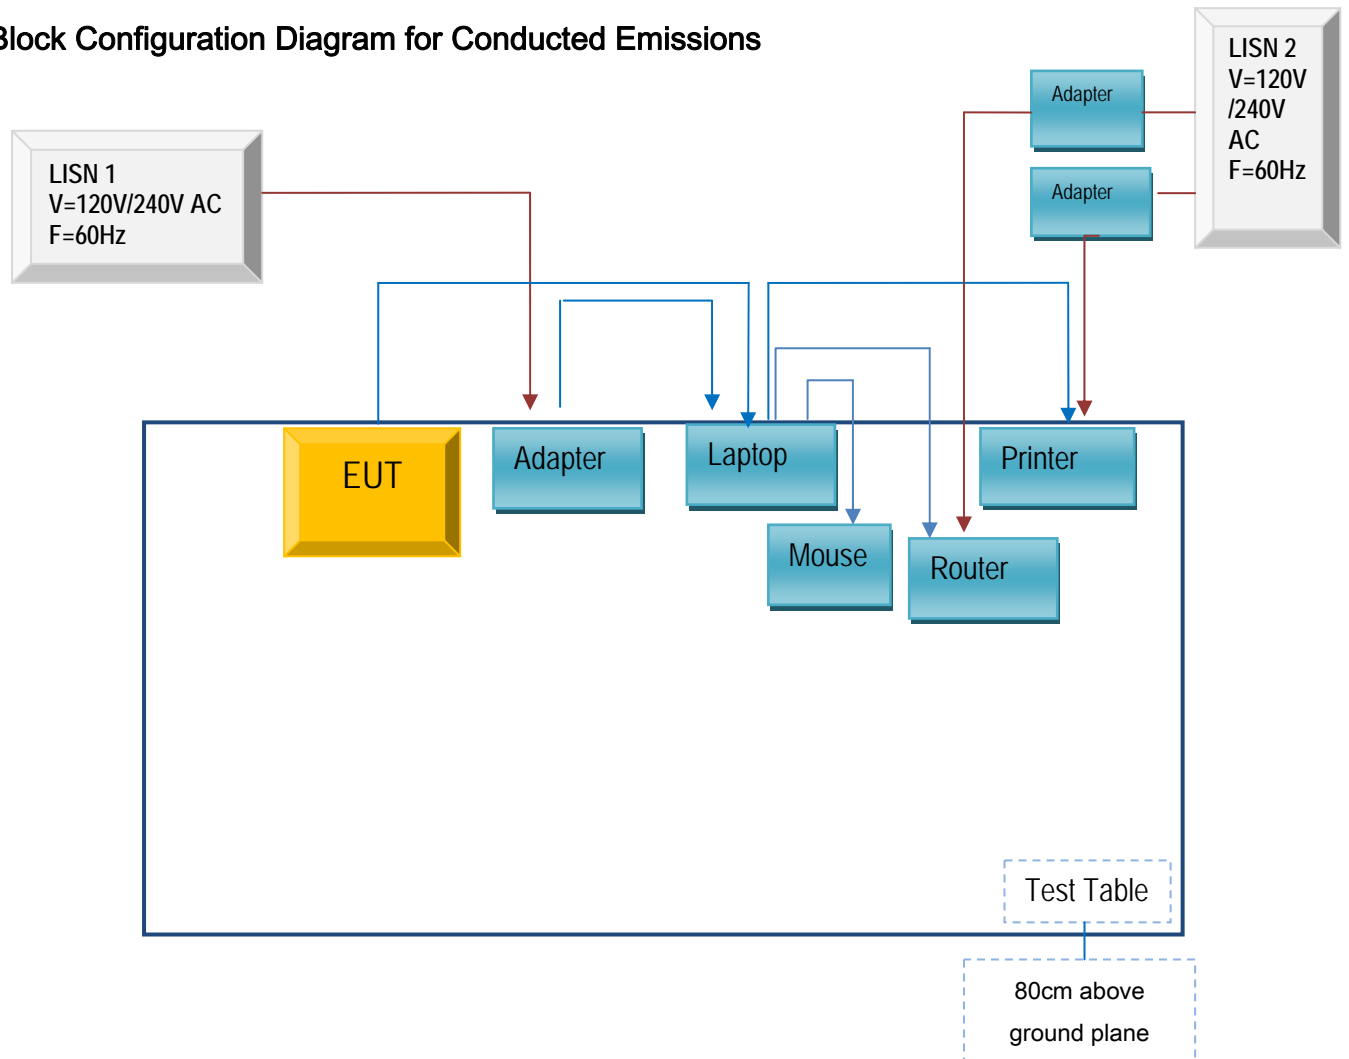 Block Configuration Diagram for Conducted Emissions
LISN 2
V=120V
/240V
AC
F=60Hz
Adapter
Adapter
LISN 1
V=120V/240V AC
F=60Hz
EUT
Adapter
Laptop
Printer
Mouse
Router
Test Table
80cm above
ground plane